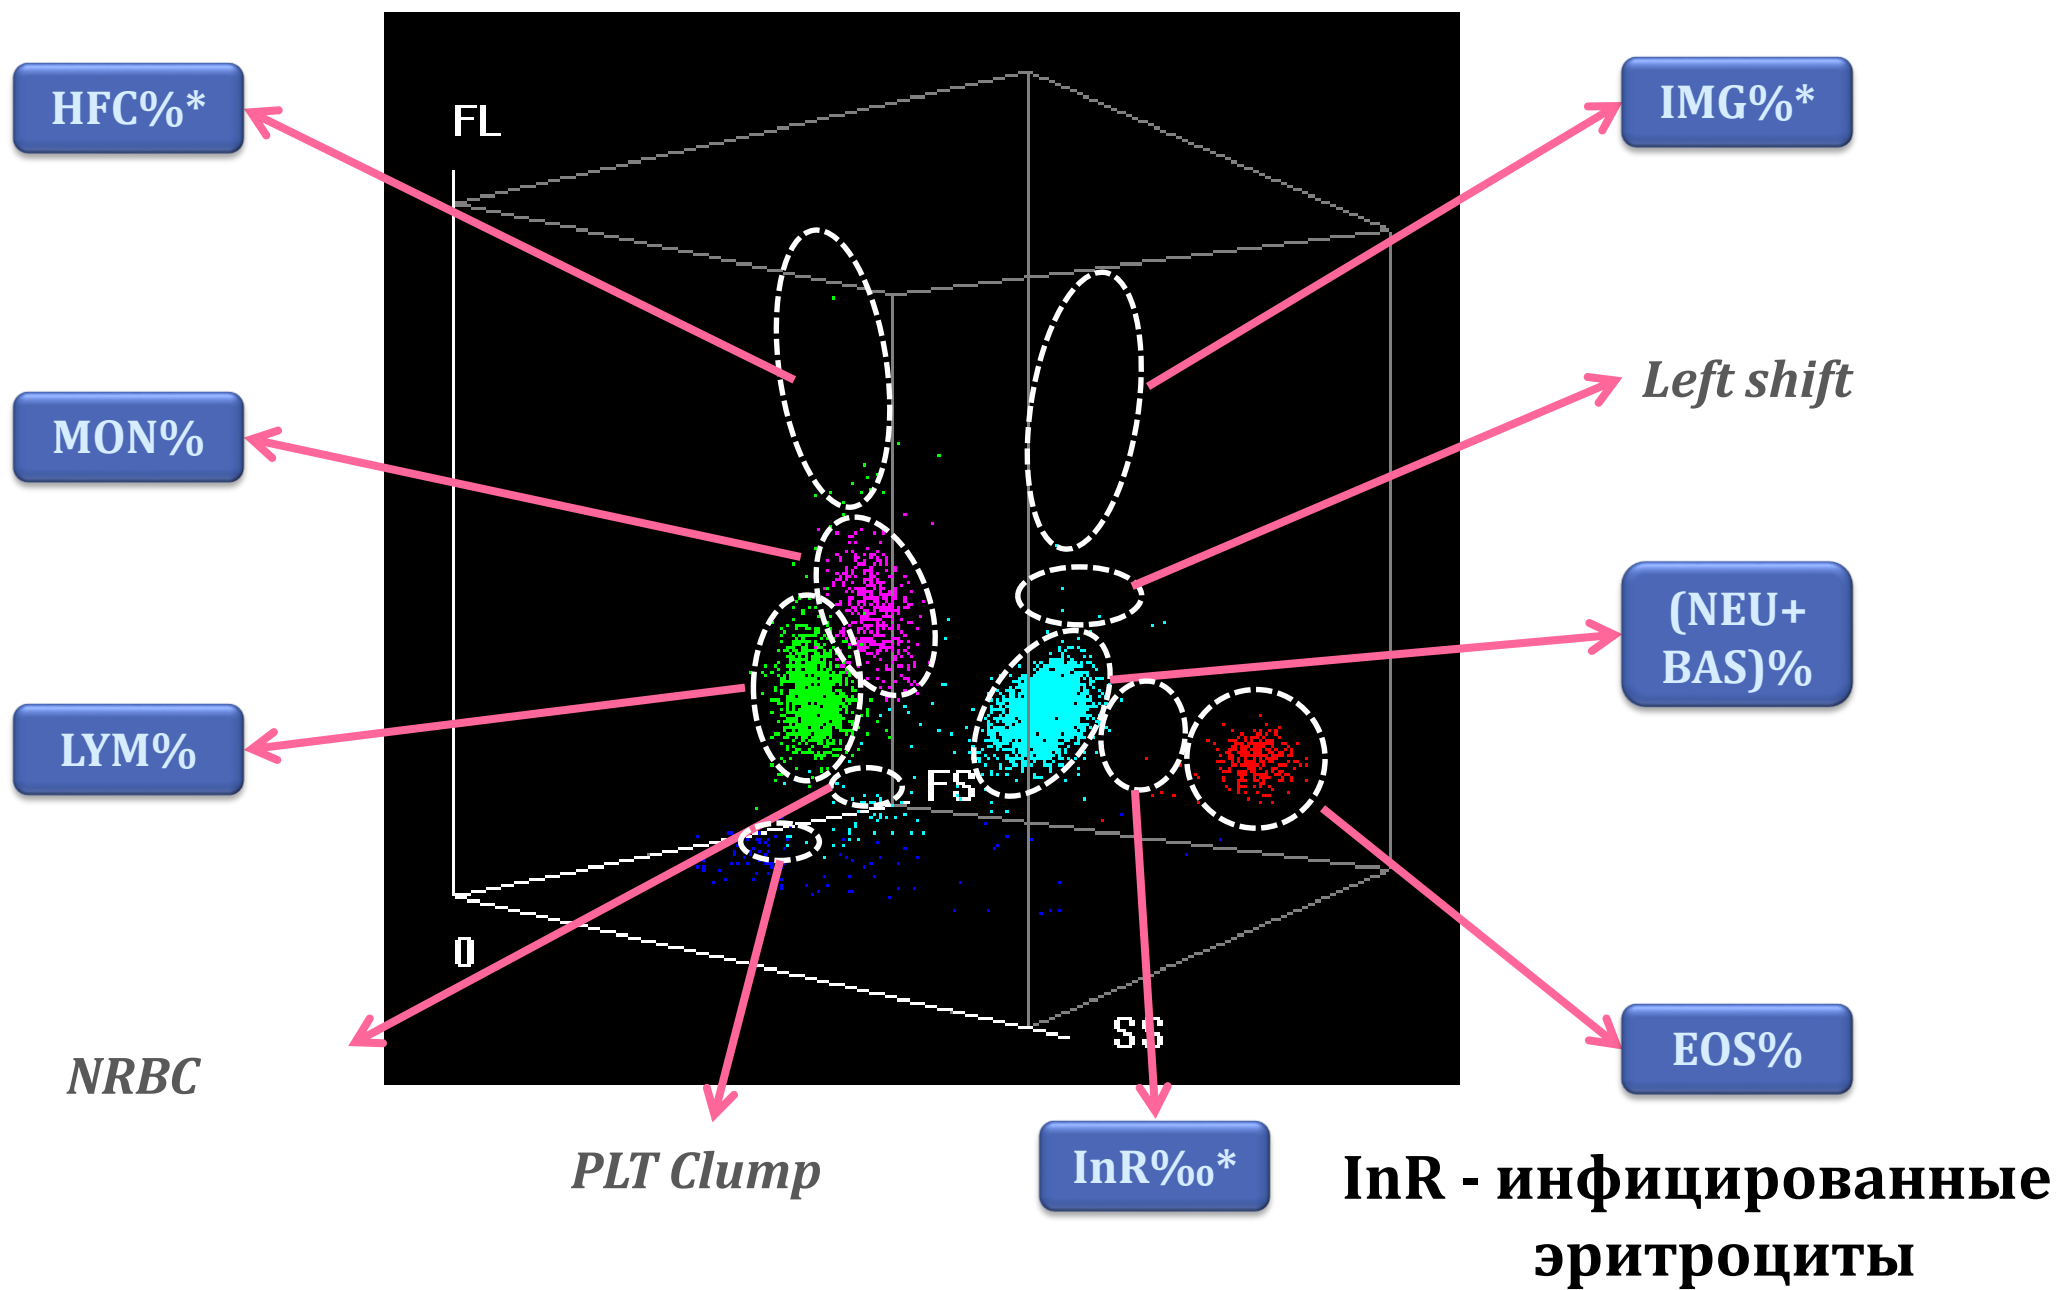 HFC%*
IMG%*
FL
Left shift
MON%
(NEU+
BAS)%
LYM%
FS
0
SS
EOS%
NRBC
PLT Clump
InR‰*
InR - инфицированные
эритроциты